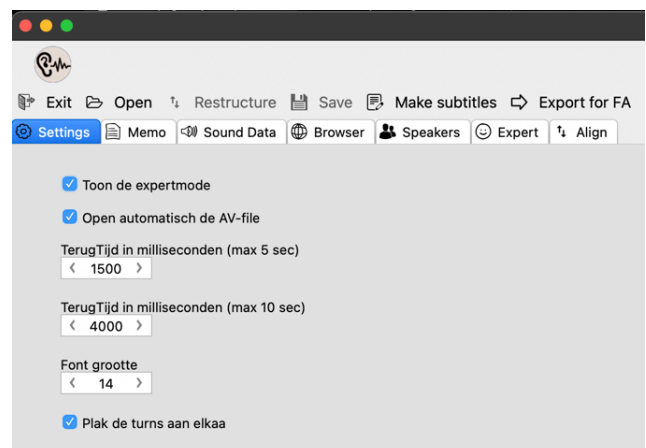 Exit Open Restructure Save Make subtitles Export for FA
Settings Memo Sound Data Browser Speakers Expert Align
Toon de expertmode
Open automatisch de AV-file
TerugTijd in milliseconden (max 5 sec)
1500
TerugTijd in milliseconden (max 10 sec)
4000
Font grootte
14
Plak de turns aan elkaa